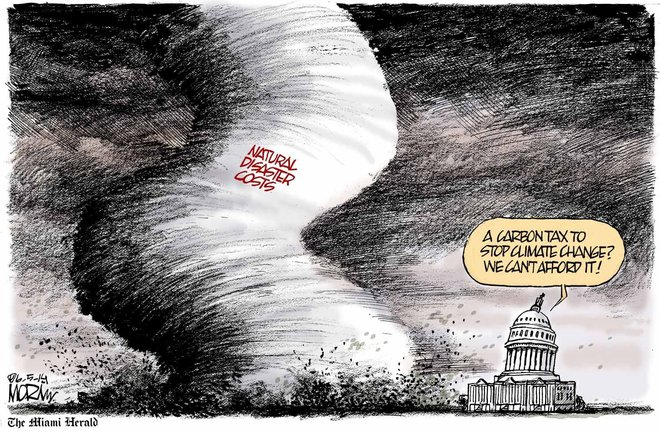 NATURAL
DISASTER
COSTS
A CARBON TAX TO
STOP CLIMATE CHANGE?
WE CAN'T AFFORD IT!
MORIN
The Miami Herald